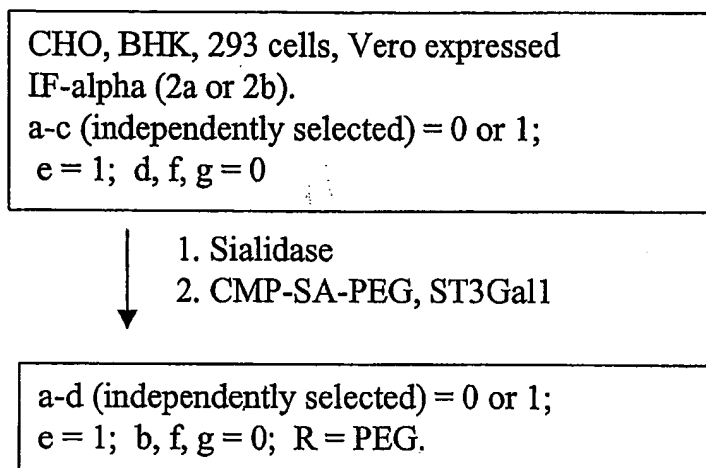 CHO, BHK, 293 cells, Vero expressed
IF-alpha (2a or 2b).
a-c (independently selected) = 0 or 1;
e = 1; d, f, g = 0
1. Sialidase
2. CMP-SA-PEG, ST3Gal1
a-d (independently selected) = 0 or 1;
e = 1; b, f, g = 0; R = PEG.